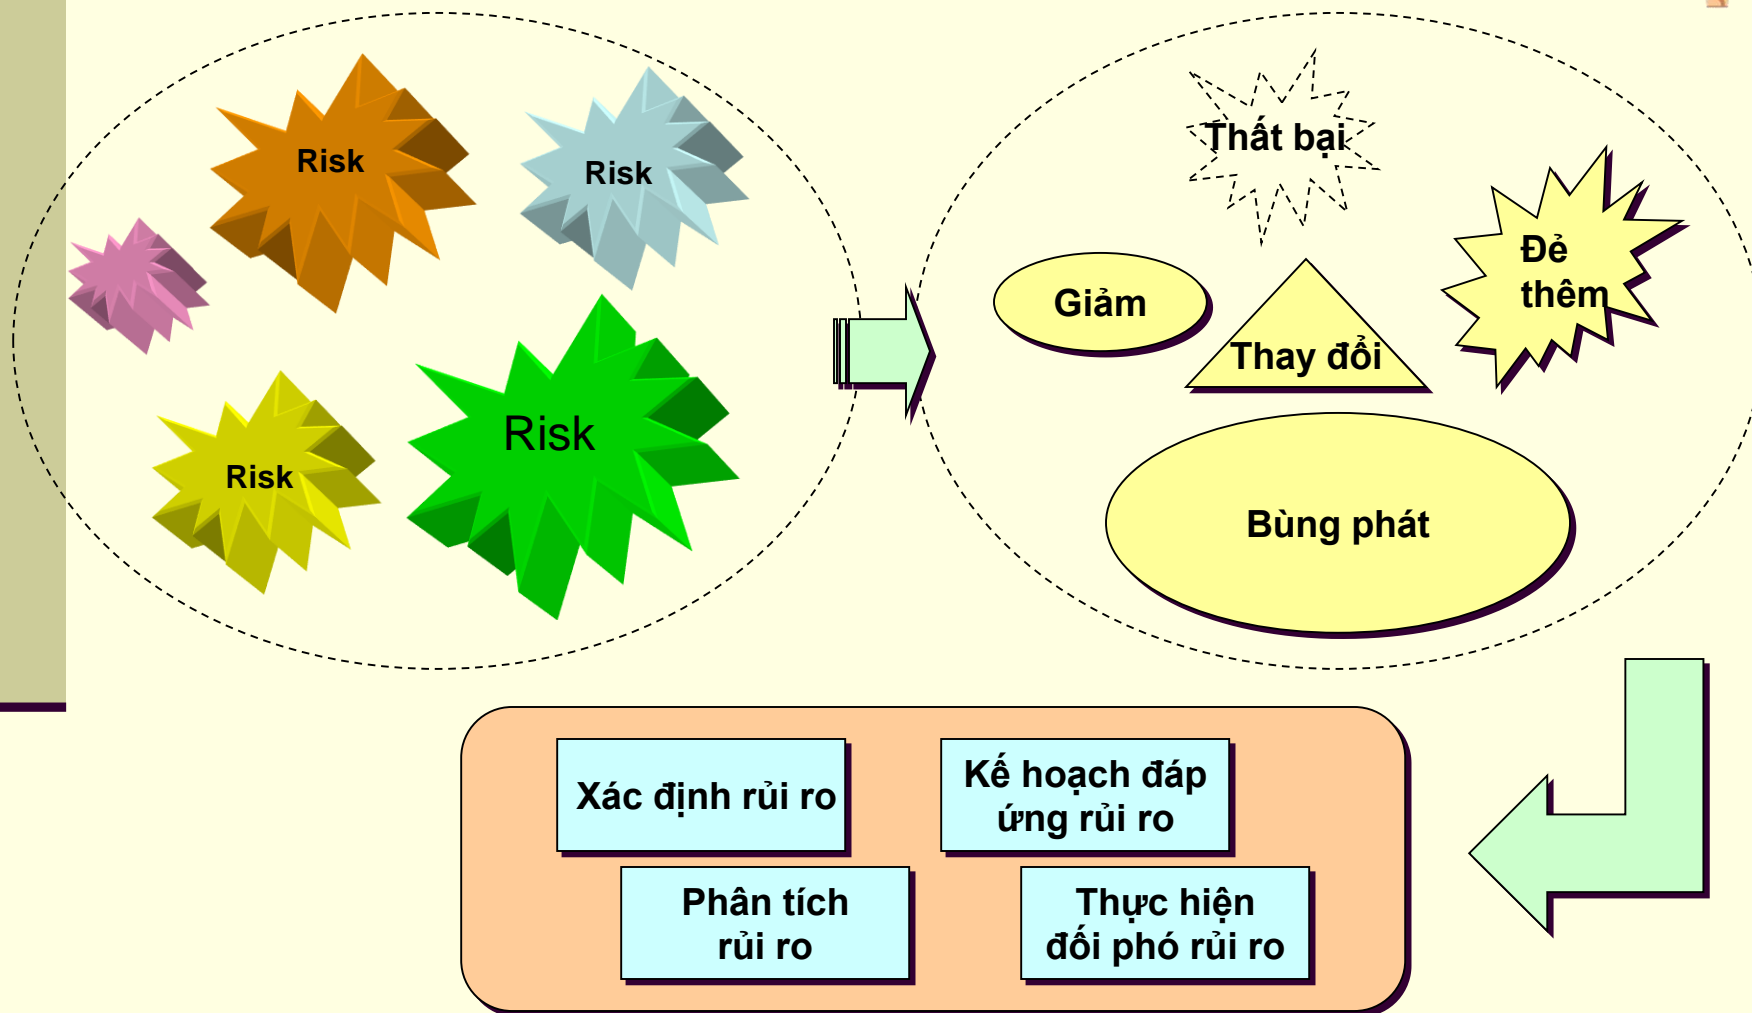 Risk
Risk
Risk
Risk
Thất bại
Đẻ
thêm
Giảm
Thay đổi
Bùng phát
Xác định rủi ro
Kế hoạch đáp
ứng rủi ro
Phân tích
rủi ro
Thực hiện
đối phó rủi ro